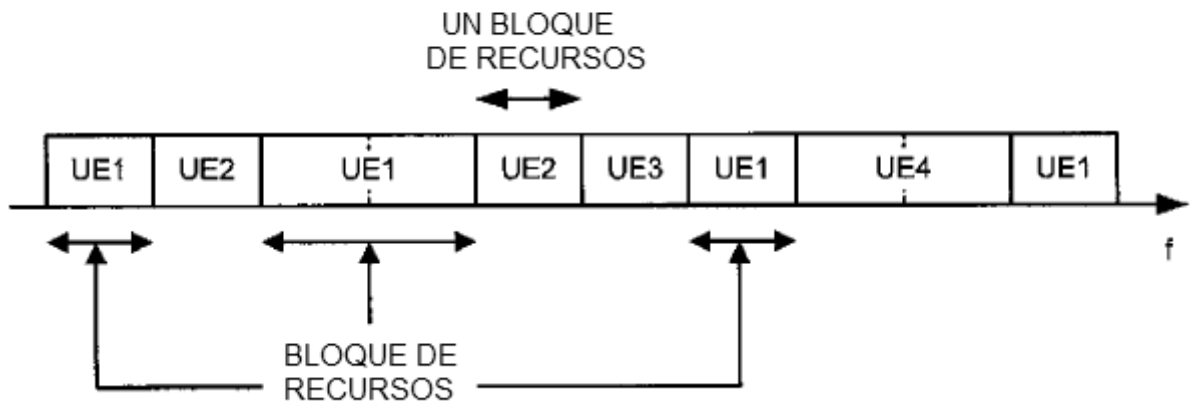 UN BLOQUE
DE RECURSOS
UE1 UE2 UE1 UE2 UE3 UE1 UE4 UE1
f
BLOQUE DE
RECURSOS